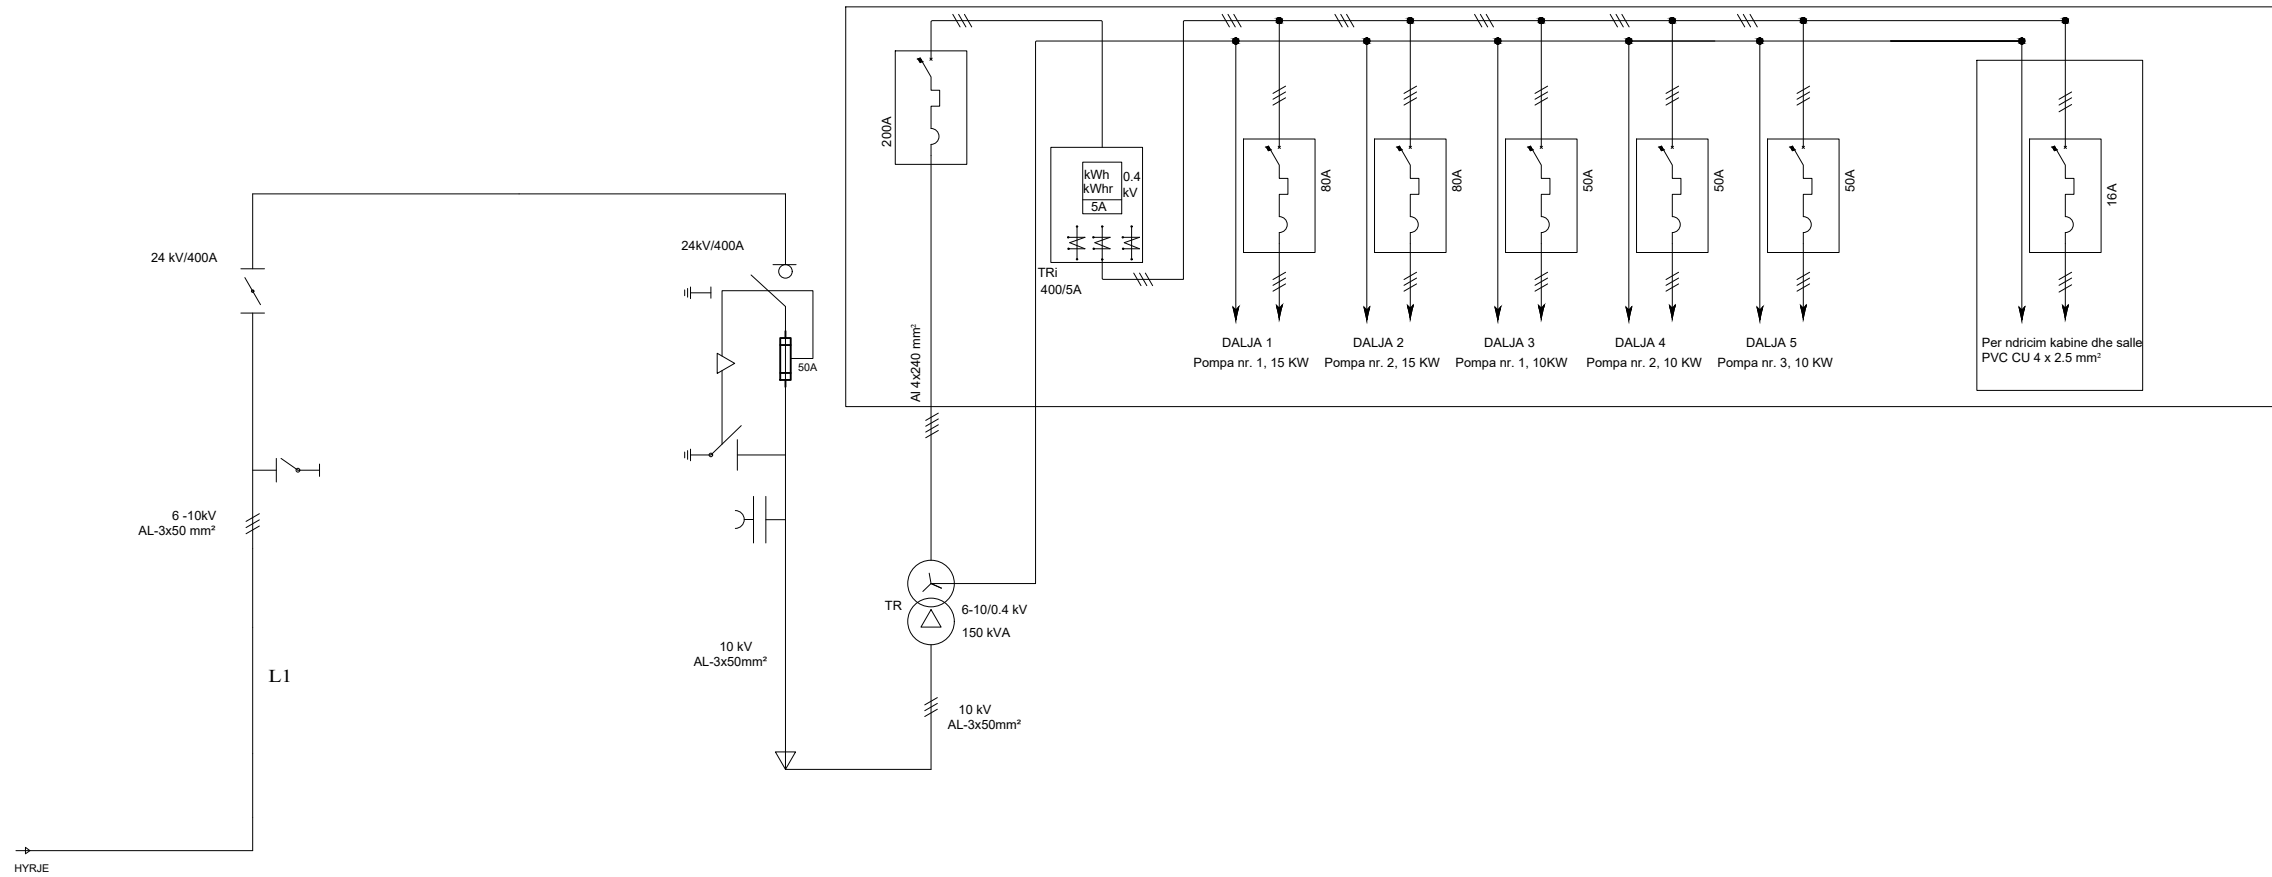 24 kV/400A
6 -10kV
AL-3x50 mm²
L1
HYRJE
24kV/400A
50A
10 kV
AL-3x50mm²
200A
Al 4x240 mm²
TR
6-10/0.4 kV
150 kVA
10 kV
AL-3x50mm²
kWh
kWhr
5A
0.4
kV
TRi
400/5A
80A
DALJA 1
Pompa nr. 1, 15 KW
80A
DALJA 2
Pompa nr. 2, 15 KW
50A
DALJA 3
Pompa nr. 1, 10KW
50A
DALJA 4
Pompa nr. 2, 10 KW
50A
DALJA 5
Pompa nr. 3, 10 KW
16A
Per ndricim kabine dhe salle
PVC CU 4 x 2.5 mm²